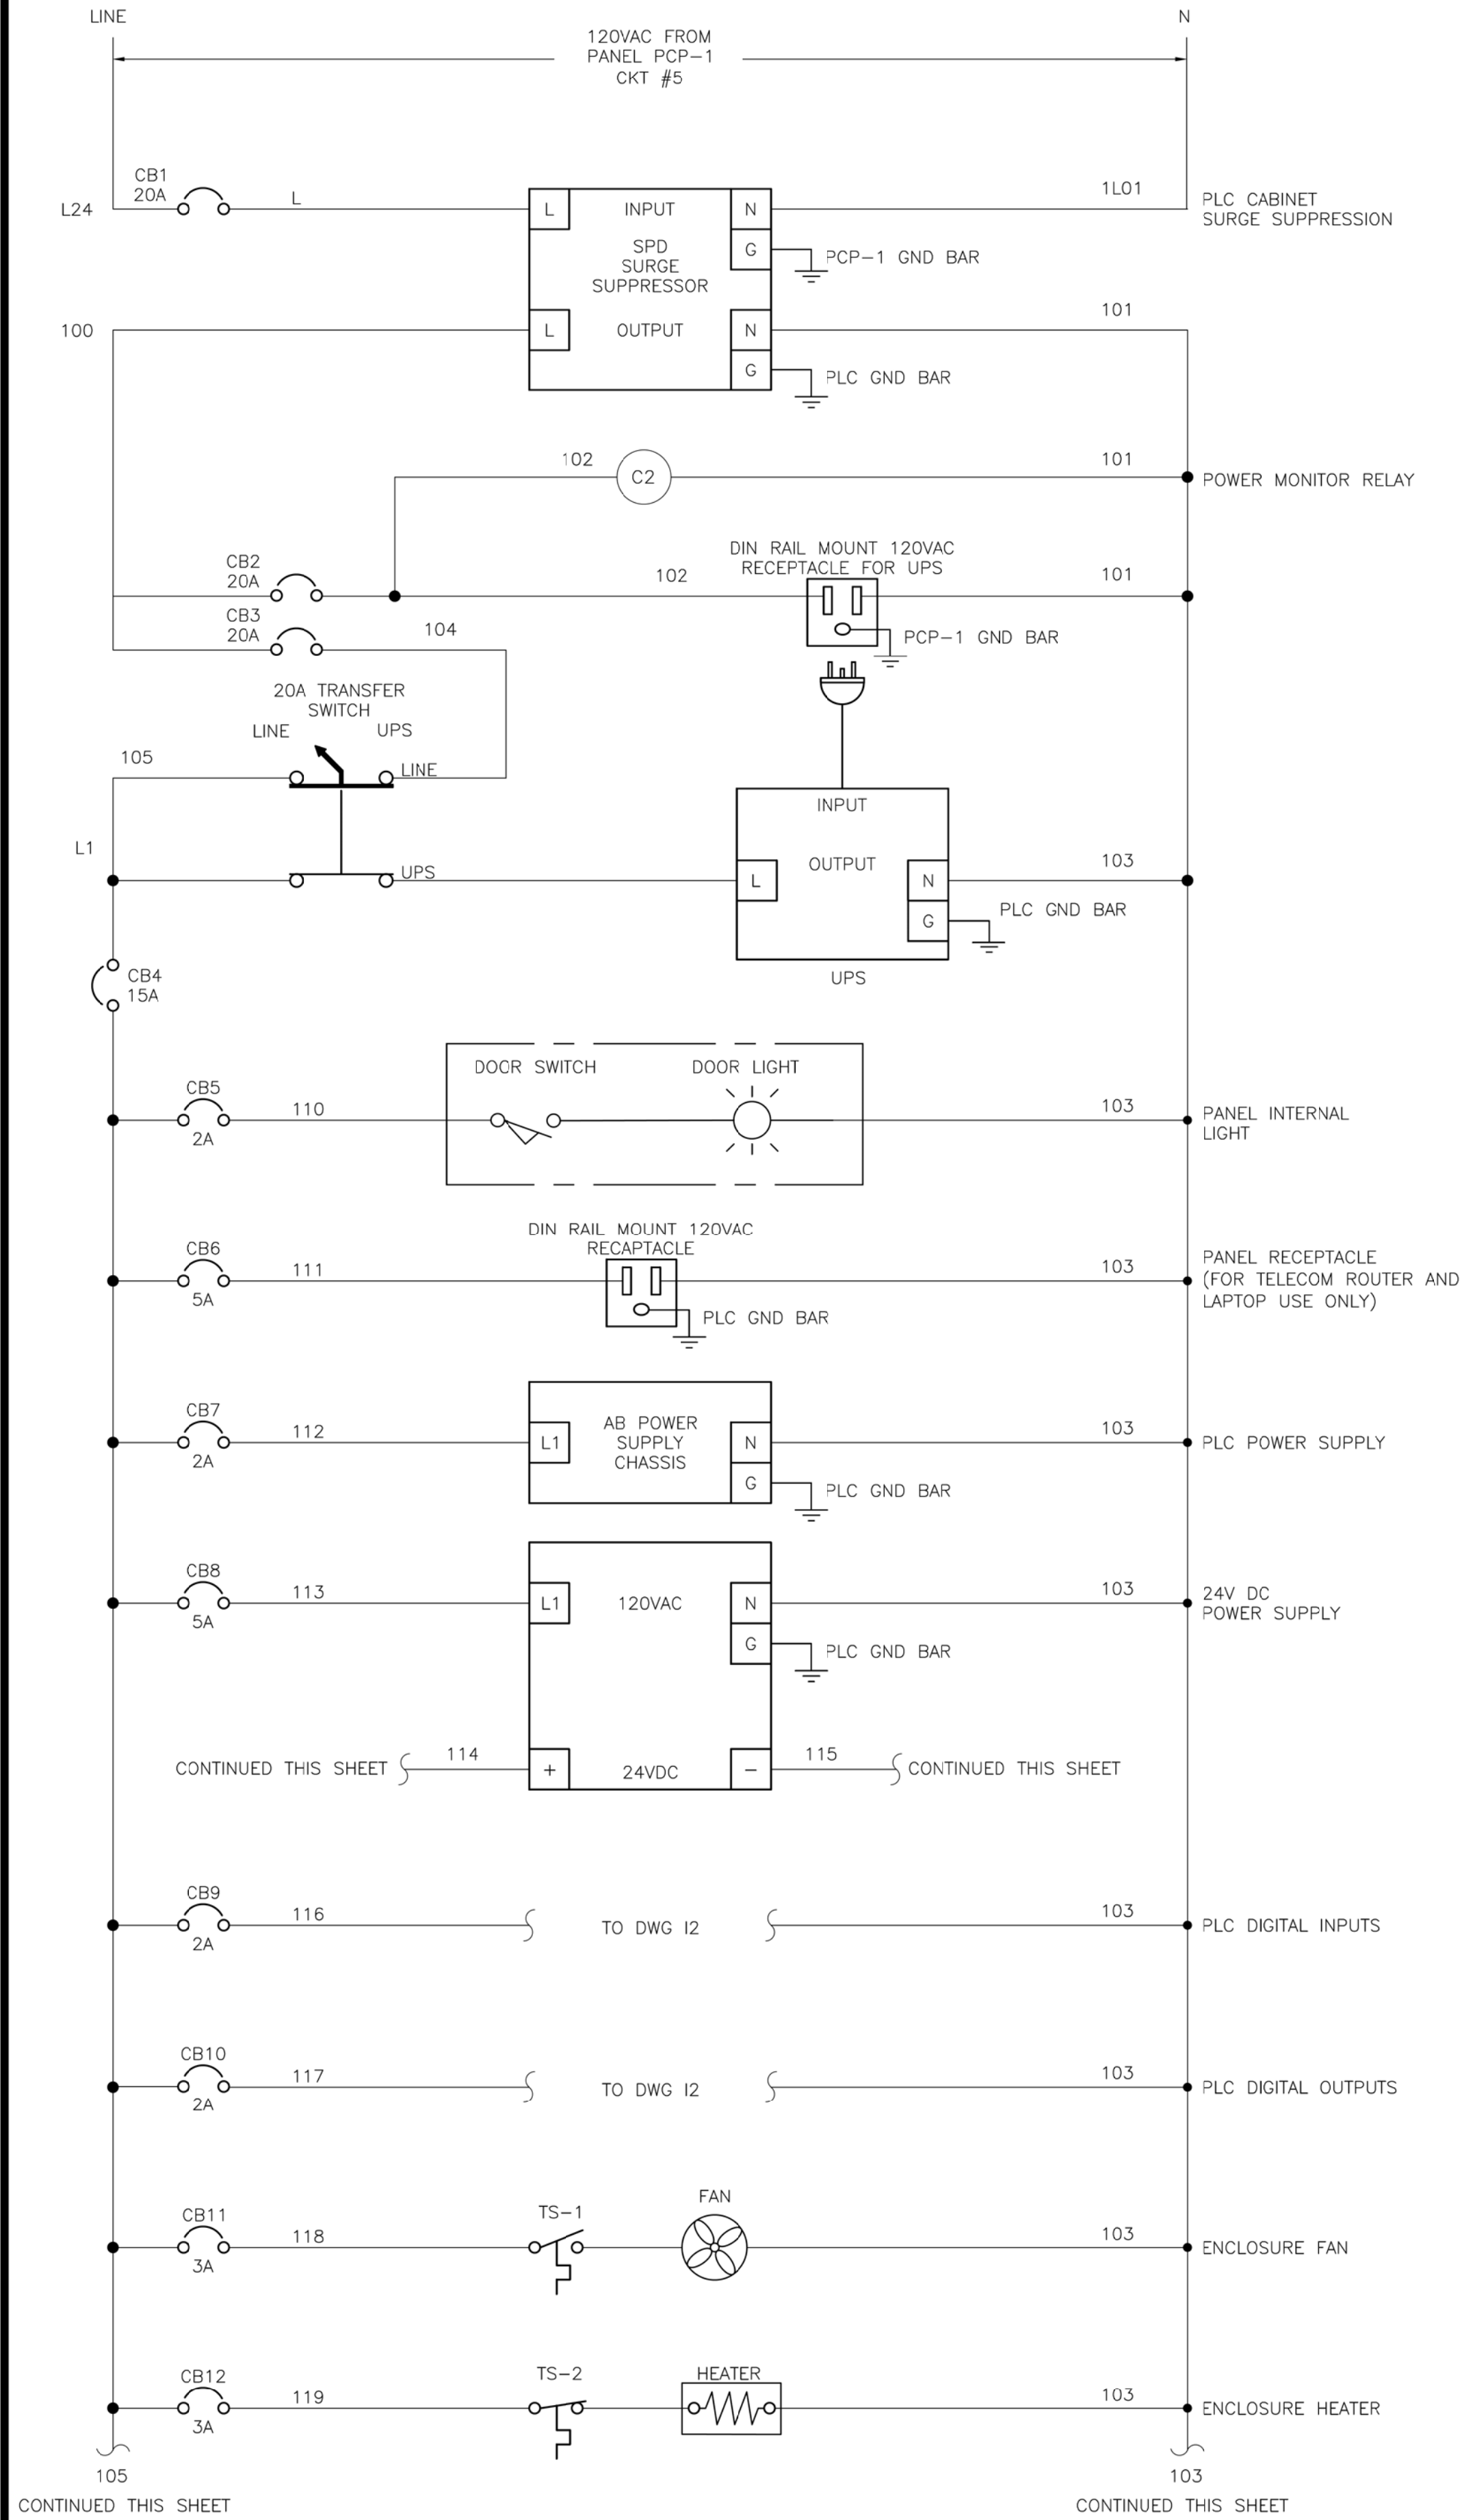 LINE
N
120VAC FROM
PANEL PCP-1
CKT #5
CB1
20A
L24
L
L
INPUT
N
1L01
PLC CABINET
SURGE SUPPRESSION
SPD
SURGE
SUPPRESSOR
G
PCP-1 GND BAR
100
L
OUTPUT
N
101
G
PLC GND BAR
102
C2
101
POWER MONITOR RELAY
CB2
20A
102
DIN RAIL MOUNT 120VAC
RECEPTACLE FOR UPS
101
CB3
20A
104
PCP-1 GND BAR
20A TRANSFER
SWITCH
LINE
UPS
105
LINE
INPUT
L1
UPS
L
OUTPUT
N
103
G
PLC GND BAR
UPS
CB4
15A
DOOR SWITCH
DOOR LIGHT
CB5
2A
110
103
PANEL INTERNAL
LIGHT
DIN RAIL MOUNT 120VAC
RECAPTACLE
CB6
5A
111
103
PANEL RECEPTACLE
(FOR TELECOM ROUTER AND
LAPTOP USE ONLY)
PLC GND BAR
CB7
2A
112
L1
AB POWER
SUPPLY
CHASSIS
N
103
PLC POWER SUPPLY
G
PLC GND BAR
CB8
5A
113
L1
120VAC
N
103
24V DC
POWER SUPPLY
G
PLC GND BAR
CONTINUED THIS SHEET
114
+
24VDC
-
115
CONTINUED THIS SHEET
CB9
2A
116
TO DWG I2
103
PLC DIGITAL INPUTS
CB10
2A
117
TO DWG I2
103
PLC DIGITAL OUTPUTS
CB11
3A
118
TS-1
FAN
103
ENCLOSURE FAN
CB12
3A
119
TS-2
HEATER
103
ENCLOSURE HEATER
105
CONTINUED THIS SHEET
103
CONTINUED THIS SHEET